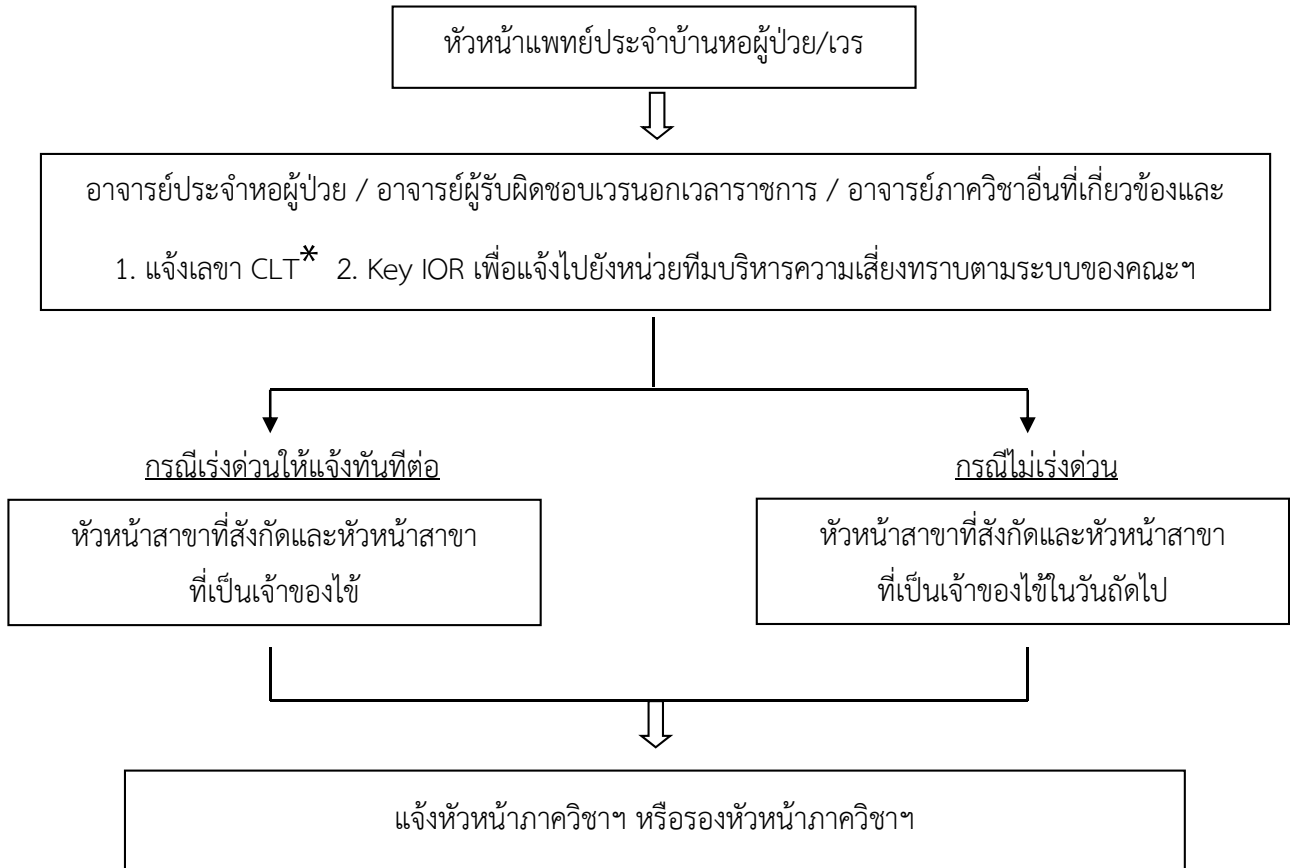 หัวหน้าแพทย์ประจำบ้านหอผู้ป่วย/เวร
อาจารย์ประจำหอผู้ป่วย / อาจารย์ผู้รับผิดชอบเวรนอกเวลาราชการ / อาจารย์ภาควิชาอื่นที่เกี่ยวข้องและ
1. แจ้งเลขา CLT* 2. Key IOR เพื่อแจ้งไปยังหน่วยทีมบริหารความเสี่ยงทราบตามระบบของคณะฯ
กรณีเร่งด่วนให้แจ้งทันทีต่อ
หัวหน้าสาขาที่สังกัดและหัวหน้าสาขา
ที่เป็นเจ้าของไข้
กรณีไม่เร่งด่วน
หัวหน้าสาขาที่สังกัดและหัวหน้าสาขา
ที่เป็นเจ้าของไข้ในวันถัดไป
แจ้งหัวหน้าภาควิชาฯ หรือรองหัวหน้าภาควิชาฯ